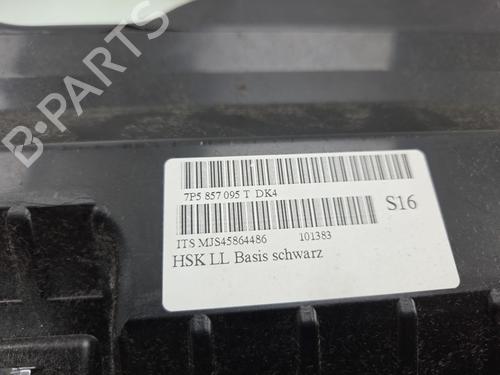 B-PARTS
7P5 857 095 T DK4
S16
ITS MJS45864486 101383
HSK LL Basis schwarz